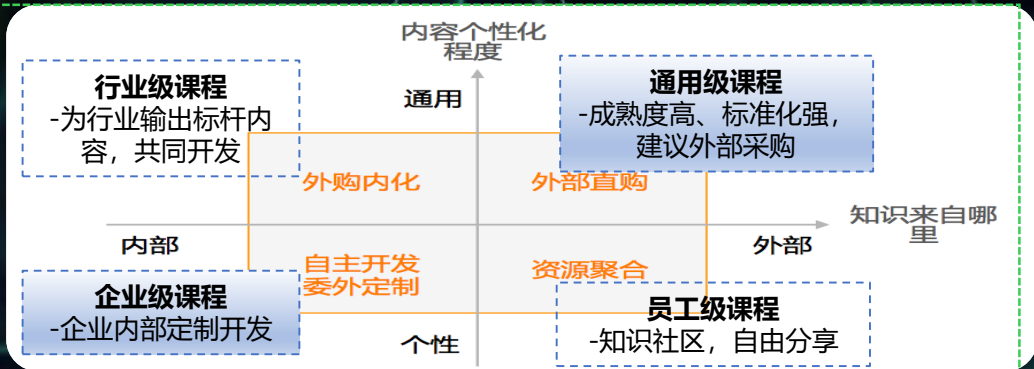 内容个性化
程度
行业级课程
-为行业输出标杆内
容，共同开发
通用
通用级课程
-成熟度高、标准化强，
建议外部采购
外购内化
外部直购
知识来自哪
里
内部
外部
自主开发
委外定制
资源聚合
企业级课程
-企业内部定制开发
员工级课程
-知识社区，自由分享
个性